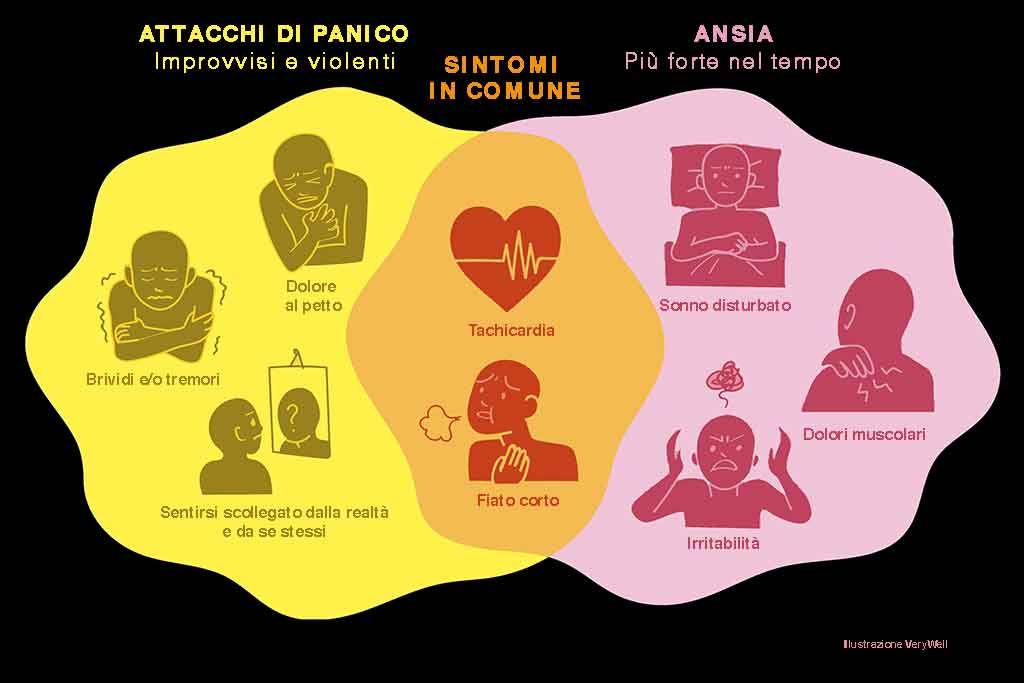 ATTACCHI DI PANICO
Improvvisi e violenti
SINTOMI
IN COMUNE
ANSIA
Più forte nel tempo
Dolore
al petto
Brividi e/o tremori
Sentirsi scollegato dalla realtà
e da se stessi
Tachicardia
Fiato corto
Sonno disturbato
Dolori muscolari
Irritabilità
?
Illustrazione VeryWell